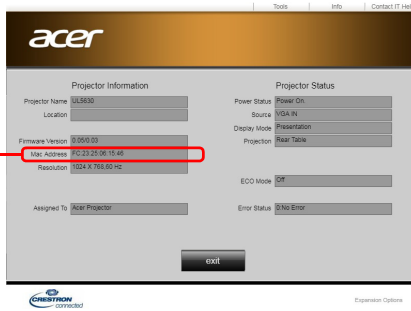 Tools Info Contact IT Hel
acer
Projector Information
Projector Name UL5630
Location
Firmware Version 0.05/0.03
Mac Address FC:23:25:06:15:46
Resolution 1024 X 768,60 Hz
Assigned To Acer Projector
Projector Status
Power Status Power On.
Source VGA IN
Display Mode Presentation
Projection Rear Table
ECO Mode Off
Error Status 0:No Error
exit
CRESTRON
connected
Expansion Options